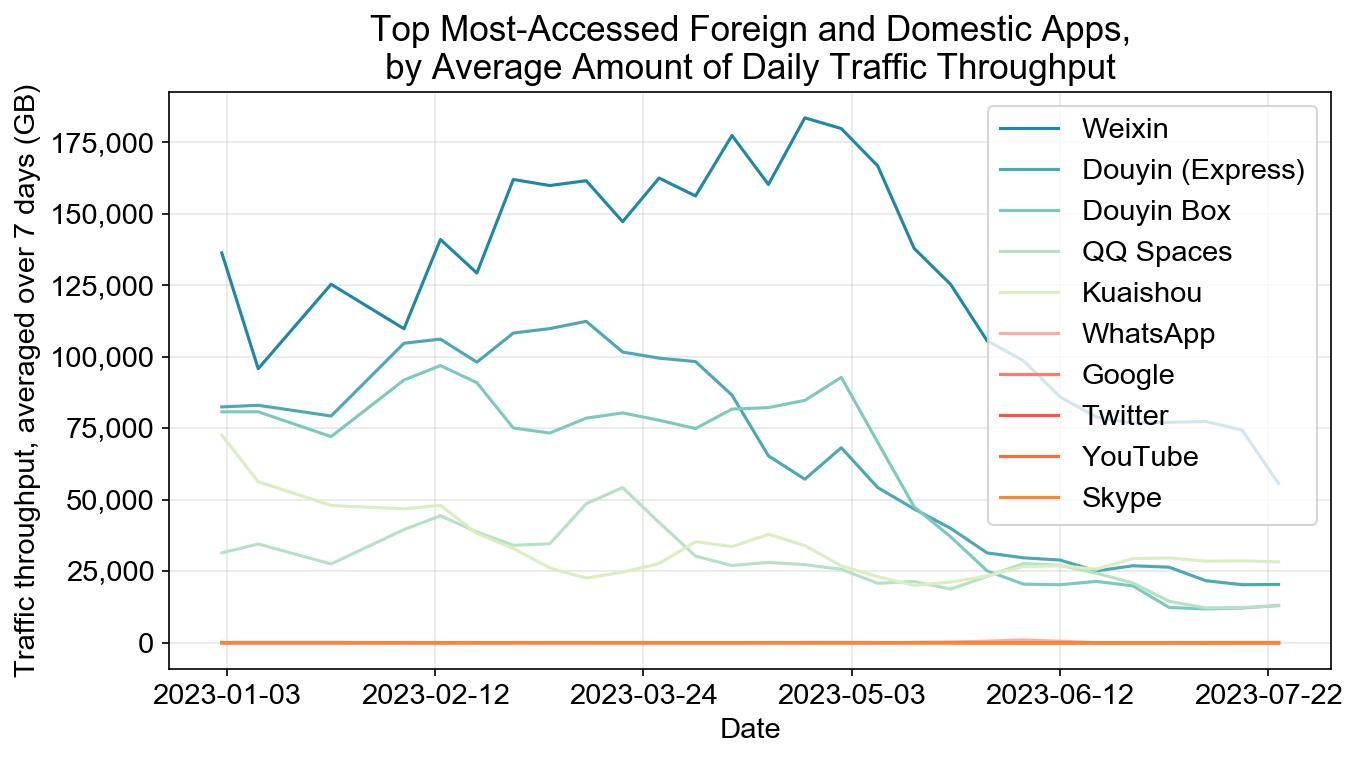 Top Most-Accessed Foreign and Domestic Apps,
by Average Amount of Daily Traffic Throughput
Traffic throughput, averaged over 7 days (GB)
175,000
150,000
125,000
100,000
75,000
50,000
25,000
0
Weixin
Douyin (Express)
Douyin Box
QQ Spaces
Kuaishou
WhatsApp
Google
Twitter
YouTube
Skype
2023-01-03 2023-02-12 2023-03-24 2023-05-03 2023-06-12 2023-07-22
Date